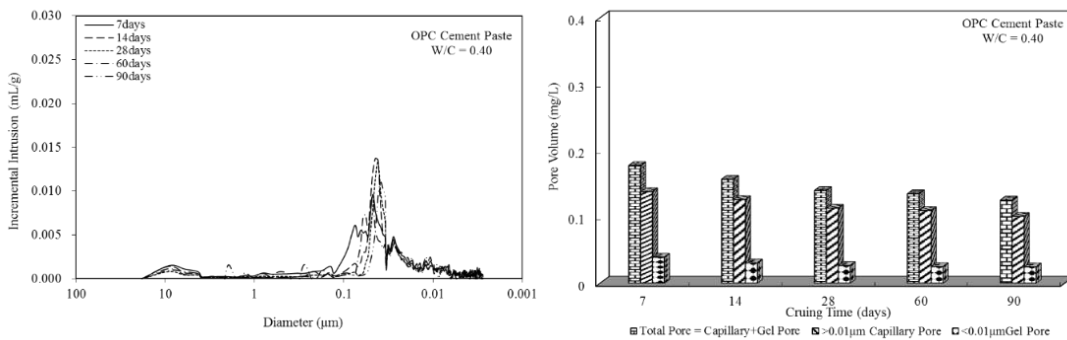 0.030
0.025
0.020
0.015
0.010
0.005
0.000
Incremental Intrusion (mL/g)
7days
14days
28days
60days
90days
OPC Cement Paste
W/C = 0.40
100 10 1 0.1 0.01 0.001
Diameter (μm)
0.4
0.3
0.2
0.1
0
Pore Volume (mg/L)
OPC Cement Paste
W/C = 0.40
7 14 28 60 90
Cruing Time (days)
Total Pore = Capillary+Gel Pore >0.01μm Capillary Pore <0.01μmGel Pore